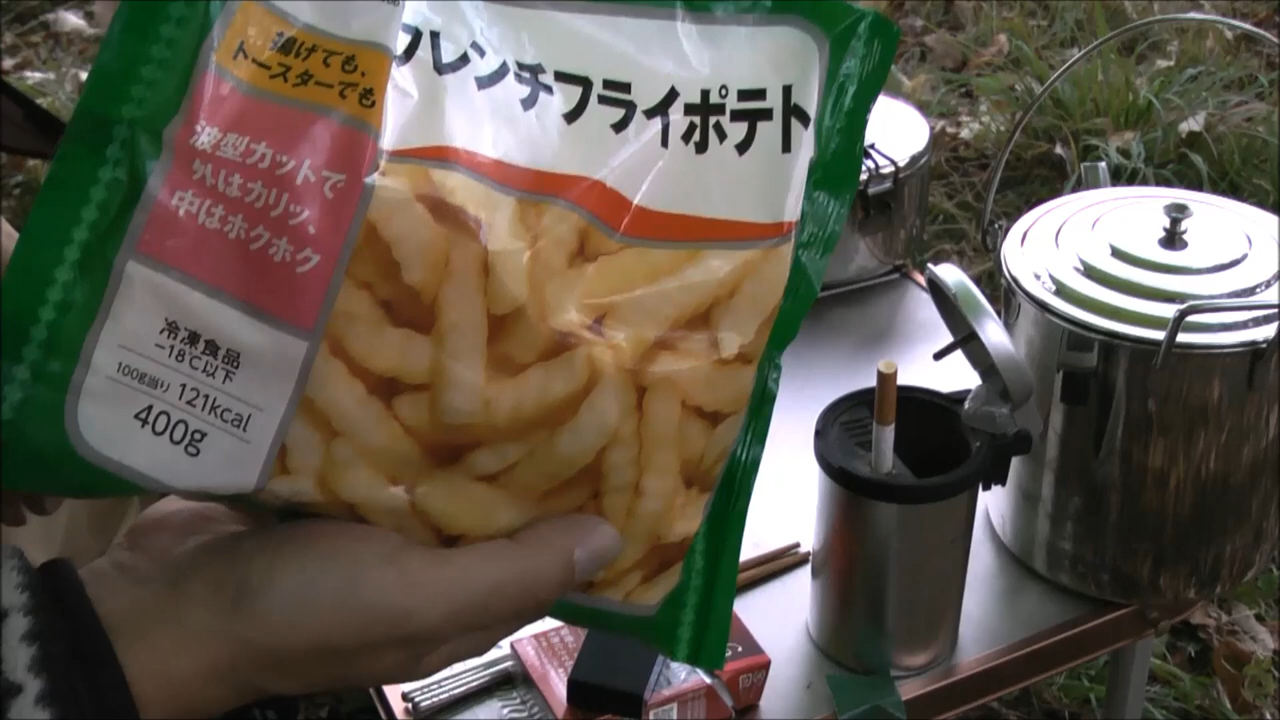 フレンチフライポテト
揚げても、
トースターでも
波型カットで
外はカリッ、
中はホクホク
冷凍食品
－18℃以下
100g当り 121kcal
400g